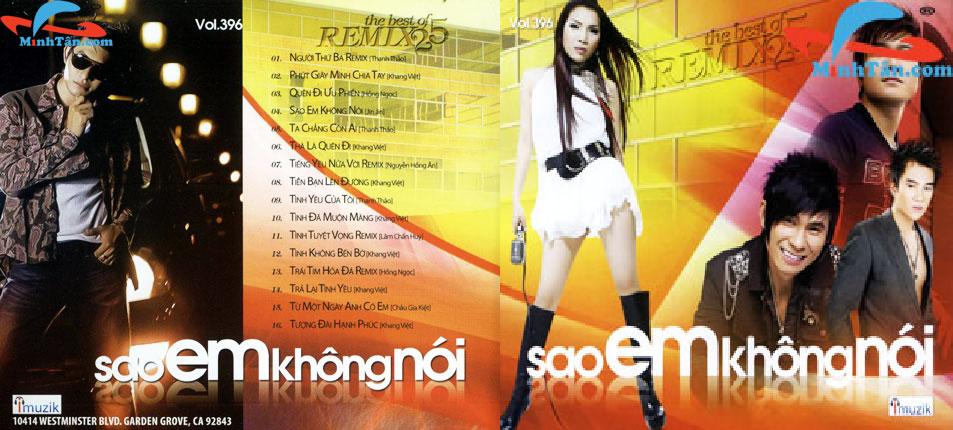 MinhTân.com
Vol.396
the best of
REMIX25
01. NGƯỜI THỨ BA REMIX [Thanh Thảo]
02. PHÚT GIÂY MÌNH CHIA TAY [Khang Việt]
03. QUÊN ĐI ƯU PHIỀN [Hồng Ngọc]
04. SAO EM KHÔNG NÓI [Jin Jin]
05. TA CHẲNG CÒN AI [Thanh Thảo]
06. THÀ LÀ QUÊN ĐI [Khang Việt]
07. TIẾNG YÊU NỬA VỜI REMIX [Nguyễn Hồng Ân]
08. TIỄN BẠN LÊN ĐƯỜNG [Khang Việt]
09. TÌNH YÊU CỦA TÔI [Thanh Thảo]
10. TÌNH ĐÃ MUỘN MÀNG [Khang Việt]
11. TÌNH TUYỆT VỌNG REMIX [Lâm Chấn Huy]
12. TÌNH KHÔNG BẾN BỜ [Khang Việt]
13. TRÁI TIM HÓA ĐÁ REMIX [Hồng Ngọc]
14. TRẢ LẠI TÌNH YÊU [Khang Việt]
15. TỪ MỘT NGÀY ANH CÓ EM [Châu Gia Kiệt]
16. TƯỢNG ĐÀI HẠNH PHÚC [Khang Việt]
sao em không nói
muzik
10414 WESTMINSTER BLVD. GARDEN GROVE, CA 92843
Vol.396
the best of
REMIX25
MinhTân.com
sao em không nói
muzik